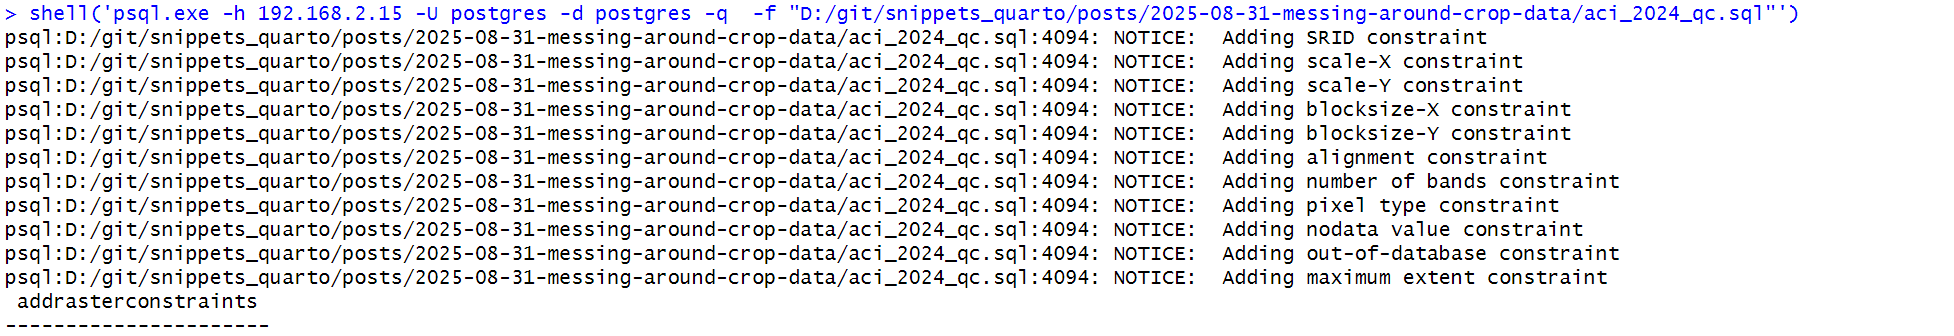 > shell('psql.exe -h 192.168.2.15 -U postgres -d postgres -q  -f "D:/git/snippets_quarto/posts/2025-08-31-messing-around-crop-data/aci_2024_qc.sql"')
psql:D:/git/snippets_quarto/posts/2025-08-31-messing-around-crop-data/aci_2024_qc.sql:4094: NOTICE:  Adding SRID constraint
psql:D:/git/snippets_quarto/posts/2025-08-31-messing-around-crop-data/aci_2024_qc.sql:4094: NOTICE:  Adding scale-X constraint
psql:D:/git/snippets_quarto/posts/2025-08-31-messing-around-crop-data/aci_2024_qc.sql:4094: NOTICE:  Adding scale-Y constraint
psql:D:/git/snippets_quarto/posts/2025-08-31-messing-around-crop-data/aci_2024_qc.sql:4094: NOTICE:  Adding blocksize-X constraint
psql:D:/git/snippets_quarto/posts/2025-08-31-messing-around-crop-data/aci_2024_qc.sql:4094: NOTICE:  Adding blocksize-Y constraint
psql:D:/git/snippets_quarto/posts/2025-08-31-messing-around-crop-data/aci_2024_qc.sql:4094: NOTICE:  Adding alignment constraint
psql:D:/git/snippets_quarto/posts/2025-08-31-messing-around-crop-data/aci_2024_qc.sql:4094: NOTICE:  Adding number of bands constraint
psql:D:/git/snippets_quarto/posts/2025-08-31-messing-around-crop-data/aci_2024_qc.sql:4094: NOTICE:  Adding pixel type constraint
psql:D:/git/snippets_quarto/posts/2025-08-31-messing-around-crop-data/aci_2024_qc.sql:4094: NOTICE:  Adding nodata value constraint
psql:D:/git/snippets_quarto/posts/2025-08-31-messing-around-crop-data/aci_2024_qc.sql:4094: NOTICE:  Adding out-of-database constraint
psql:D:/git/snippets_quarto/posts/2025-08-31-messing-around-crop-data/aci_2024_qc.sql:4094: NOTICE:  Adding maximum extent constraint
 addrasterconstraints
----------------------